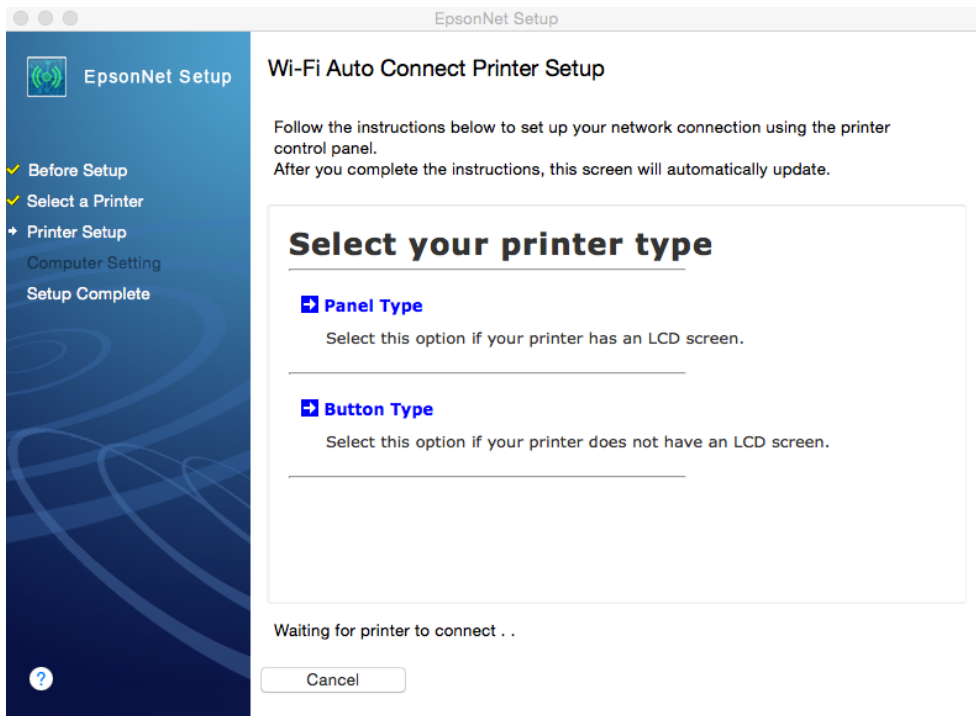 EpsonNet Setup
EpsonNet Setup
Before Setup
Select a Printer
Printer Setup
Computer Setting
Setup Complete
?
Wi-Fi Auto Connect Printer Setup
Follow the instructions below to set up your network connection using the printer
control panel.
After you complete the instructions, this screen will automatically update.
Select your printer type
Panel Type
Select this option if your printer has an LCD screen.
Button Type
Select this option if your printer does not have an LCD screen.
Waiting for printer to connect . .
Cancel